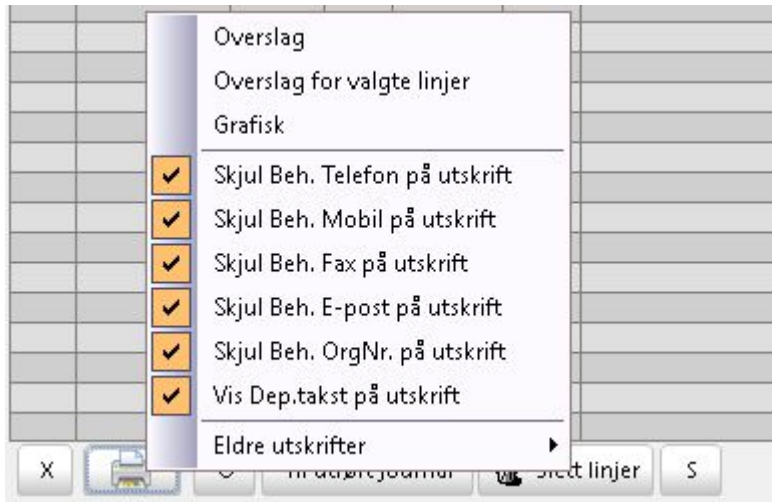 Overslag
Overslag for valgte linjer
Grafisk
Skjul Beh. Telefon på utskrift
Skjul Beh. Mobil på utskrift
Skjul Beh. Fax på utskrift
Skjul Beh. E-post på utskrift
Skjul Beh. OrgNr. på utskrift
Vis Dep.takst på utskrift
Eldre utskrifter
X linjer S